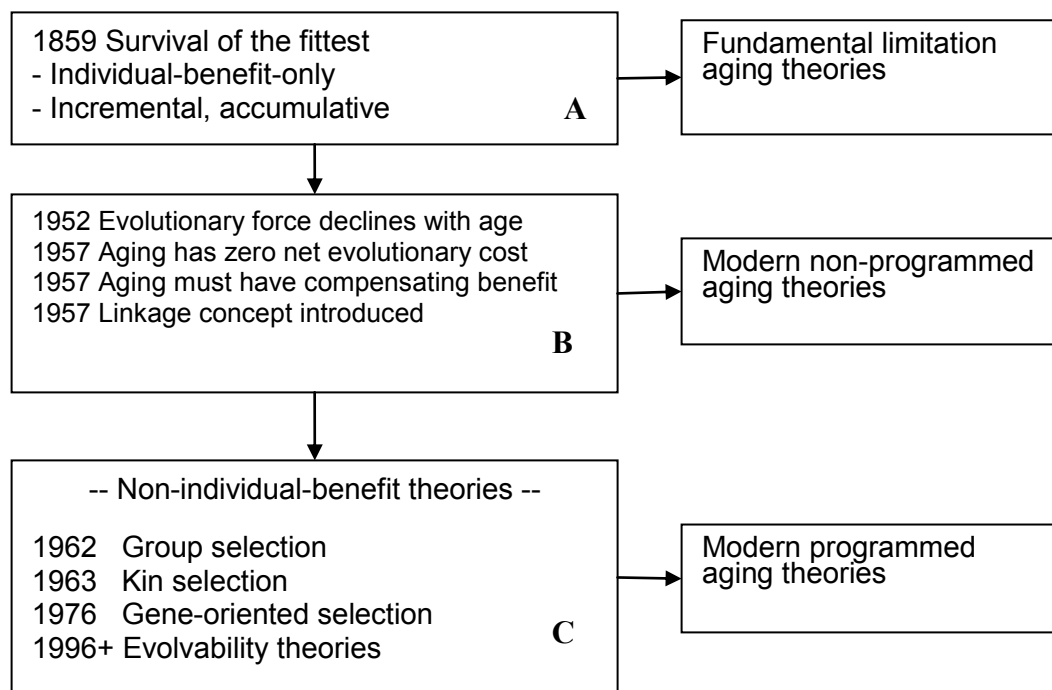 1859 Survival of the fittest
- Individual-benefit-only
- Incremental, accumulative
A
Fundamental limitation
aging theories
1952 Evolutionary force declines with age
1957 Aging has zero net evolutionary cost
1957 Aging must have compensating benefit
1957 Linkage concept introduced
B
Modern non-programmed
aging theories
-- Non-individual-benefit theories --
1962 Group selection
1963 Kin selection
1976 Gene-oriented selection
1996+ Evolvability theories
C
Modern programmed
aging theories